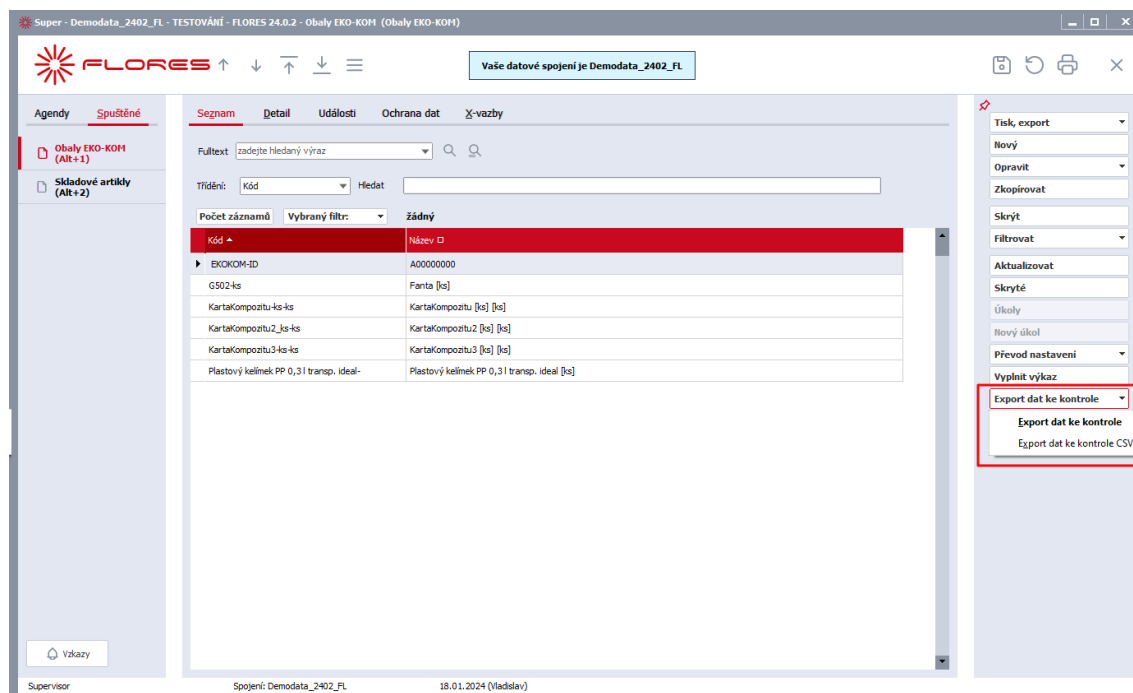 Super - Demodata_2402_FL - TESTOVÁNÍ - FLORES 24.0.2 - Obaly EKO-KOM (Obaly EKO-KOM)
FLORES
Vaše datové spojení je Demodata_2402_FL
Agendy Spuštěné
Obaly EKO-KOM
(Alt+1)
Skladové artikly
(Alt+2)
Vzkazy
Seznam Detail Události Ochrana dat X-vazby
Fulltext zadejte hledaný výraz
Třídění: Kód Hledat
Počet záznamů Vybraný filtr: žádný
Kód Název
EKOKOM-ID A00000000
G502-ks Fanta [ks]
KartaKompozitu-ks-ks KartaKompozitu [ks] [ks]
KartaKompozitu2_ks-ks KartaKompozitu2 [ks] [ks]
KartaKompozitu3-ks-ks KartaKompozitu3 [ks] [ks]
Plastový kelímek PP 0,3 l transp. ideal- Plastový kelímek PP 0,3 l transp. ideal [ks]
Tisk, export
Nový
Opravit
Zkopírovat
Skrýt
Filtrovat
Aktualizovat
Skryté
Úkoly
Nový úkol
Převod nastavení
Vyplnit výkaz
Export dat ke kontrole
Export dat ke kontrole
Export dat ke kontrole CSV
Supervisor Spojení: Demodata_2402_FL 18.01.2024 (Vladislav)